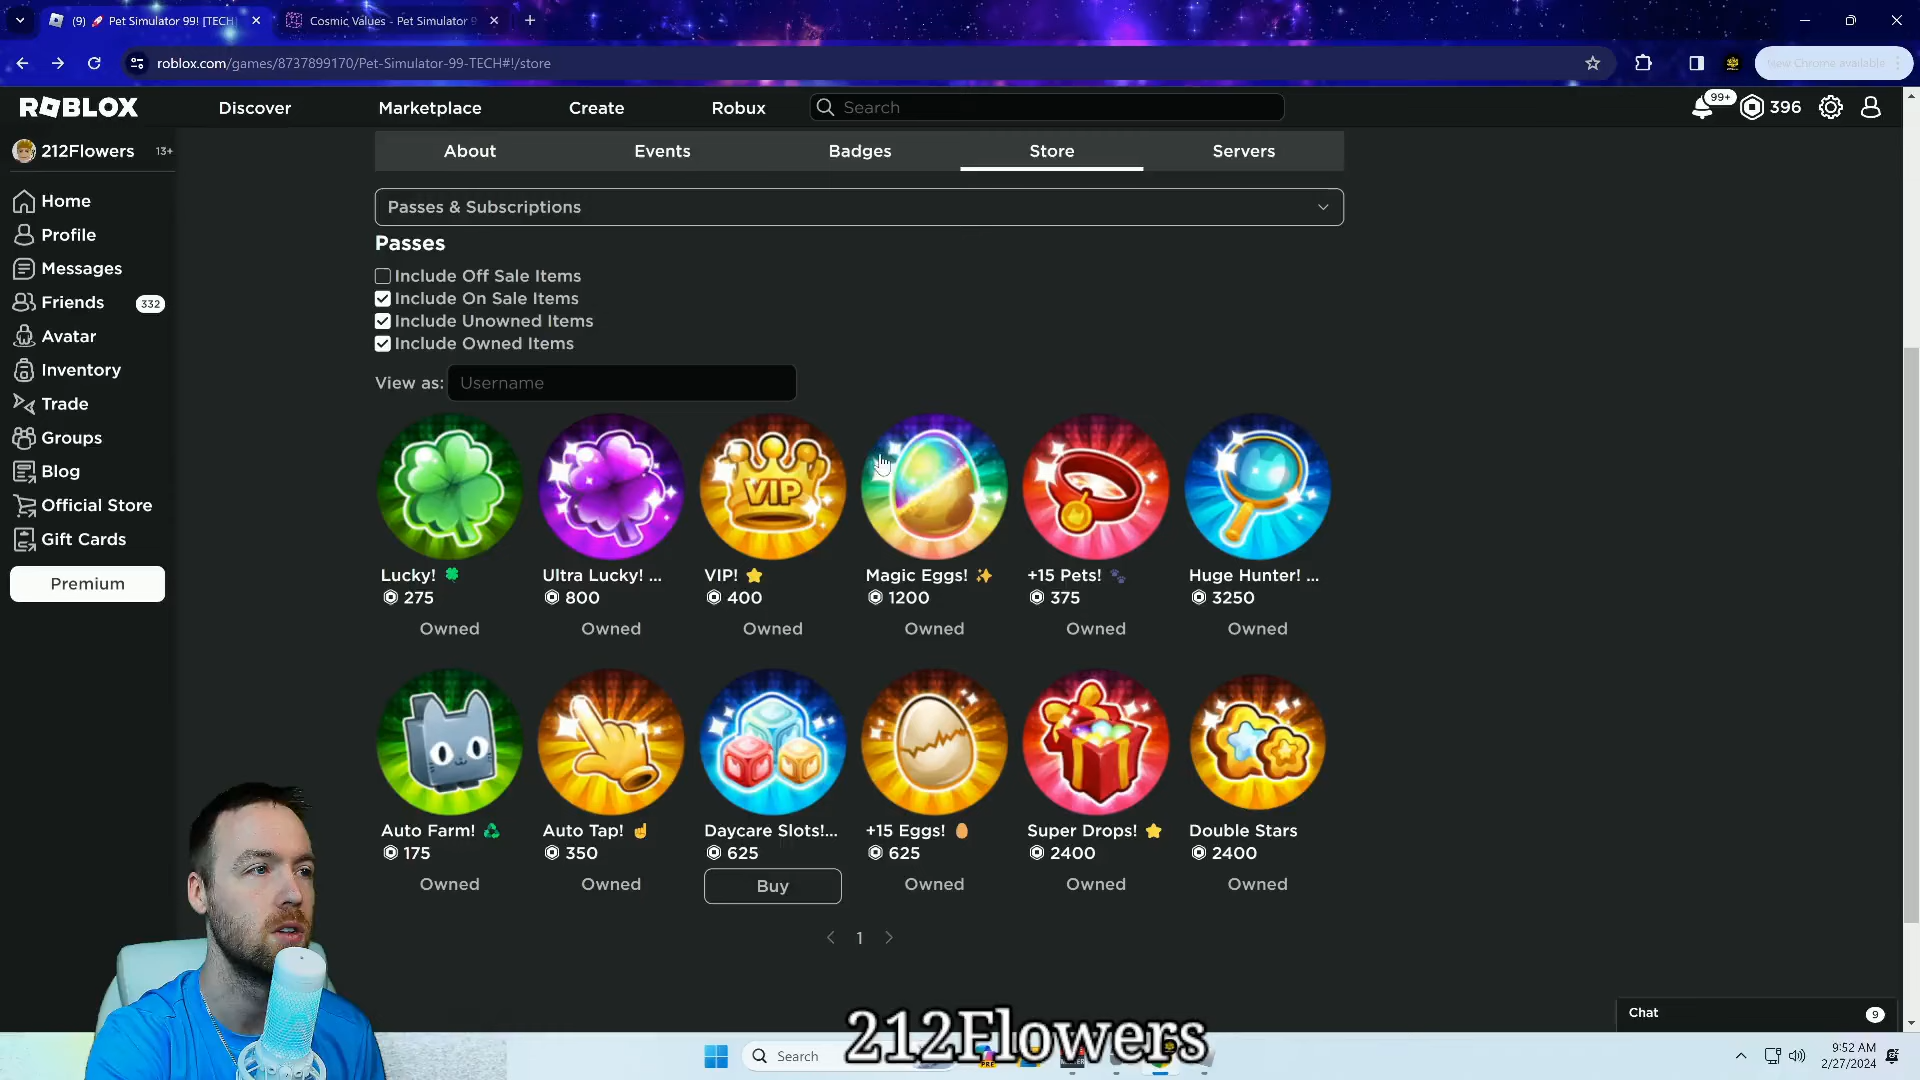 (9) 🚀 Pet Simulator 99! [TECH
Cosmic Values - Pet Simulator 9
roblox.com/games/8737899170/Pet-Simulator-99-TECH#!/store
New Chrome available
ROBLOX
Discover
Marketplace
Create
Robux
Search
99+
396
212Flowers
13+
Home
Profile
Messages
Friends
332
Avatar
Inventory
Trade
Groups
Blog
Official Store
Gift Cards
Premium
About
Events
Badges
Store
Servers
Passes & Subscriptions
Passes
Include Off Sale Items
Include On Sale Items
Include Unowned Items
Include Owned Items
View as:
Username
VIP
Lucky! 🍀
Ultra Lucky! ...
VIP! ⭐
Magic Eggs! ✨
+15 Pets! 🐾
Huge Hunter! ...
275
800
400
1200
375
3250
Owned
Owned
Owned
Owned
Owned
Owned
Auto Farm! ♻️
Auto Tap! ☝️
Daycare Slots!...
+15 Eggs! 🥚
Super Drops! ⭐
Double Stars
175
350
625
625
2400
2400
Owned
Owned
Buy
Owned
Owned
Owned
1
Chat
9
212Flowers
Search
PRE
9:52 AM
2/27/2024